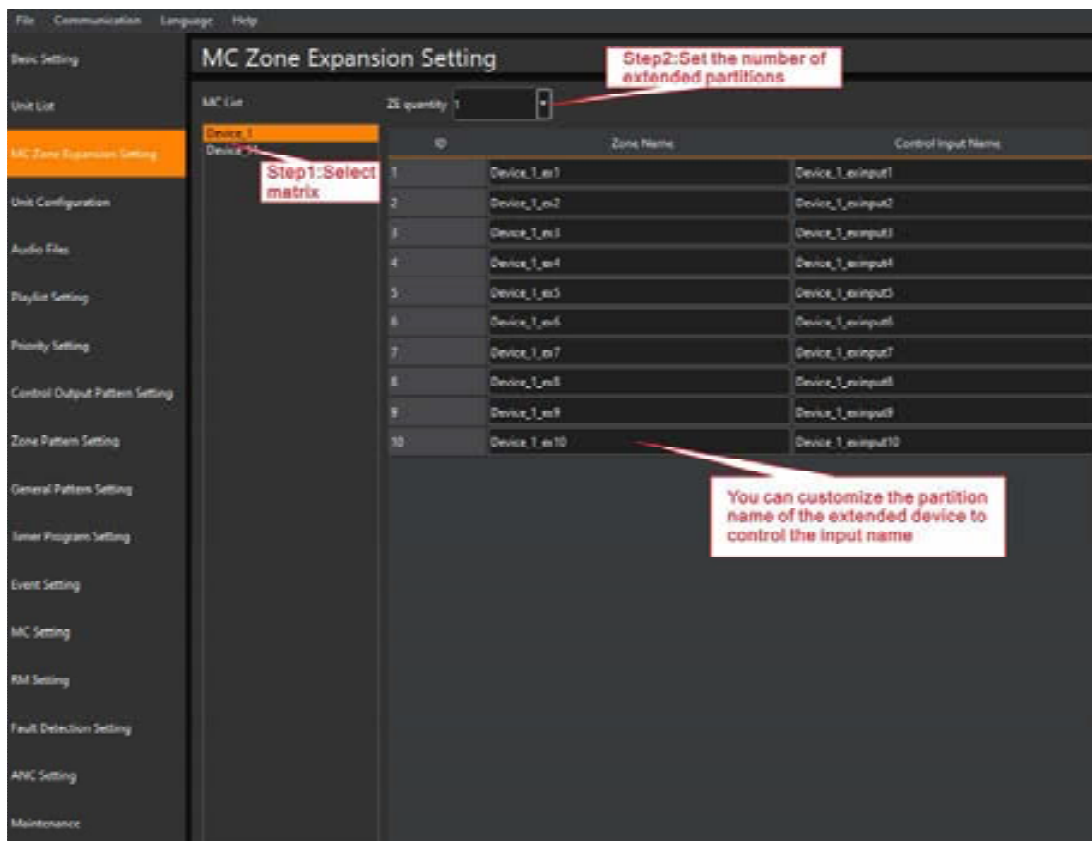 File Communication Language Help
Basic Setting
Unit List
MC Zone Expansion Setting
Unit Configuration
Audio Files
Playlist Setting
Priority Setting
Control Output Pattern Setting
Zone Pattern Setting
General Pattern Setting
Timer Program Setting
Event Setting
MC Setting
RM Setting
Fault Detection Setting
ANC Setting
Maintenance
MC Zone Expansion Setting
Step2:Set the number of
extended partitions
MC List
ZE quantity 1
Device_1
Step1:Select
matrix
ID Zone Name Control Input Name
1 Device_1_ex1 Device_1_exinput1
2 Device_1_ex2 Device_1_exinput2
3 Device_1_ex3 Device_1_exinput3
4 Device_1_ex4 Device_1_exinput4
5 Device_1_ex5 Device_1_exinput5
6 Device_1_ex6 Device_1_exinput6
7 Device_1_ex7 Device_1_exinput7
8 Device_1_ex8 Device_1_exinput8
9 Device_1_ex9 Device_1_exinput9
10 Device_1_ex10 Device_1_exinput10
You can customize the partition
name of the extended device to
control the input name